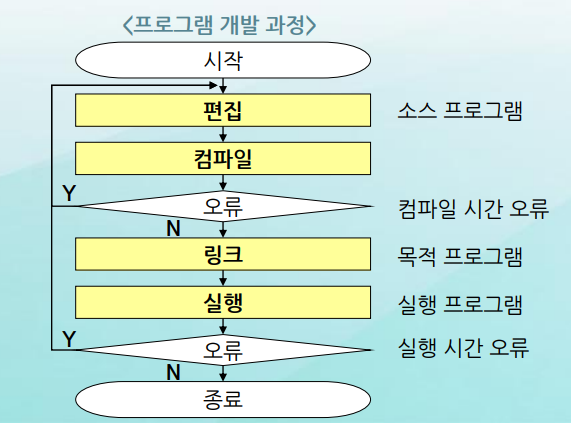 <프로그램 개발 과정>
시작
편집 소스 프로그램
컴파일
Y 오류 컴파일 시간 오류
N
링크 목적 프로그램
실행 실행 프로그램
Y 오류 실행 시간 오류
N
종료